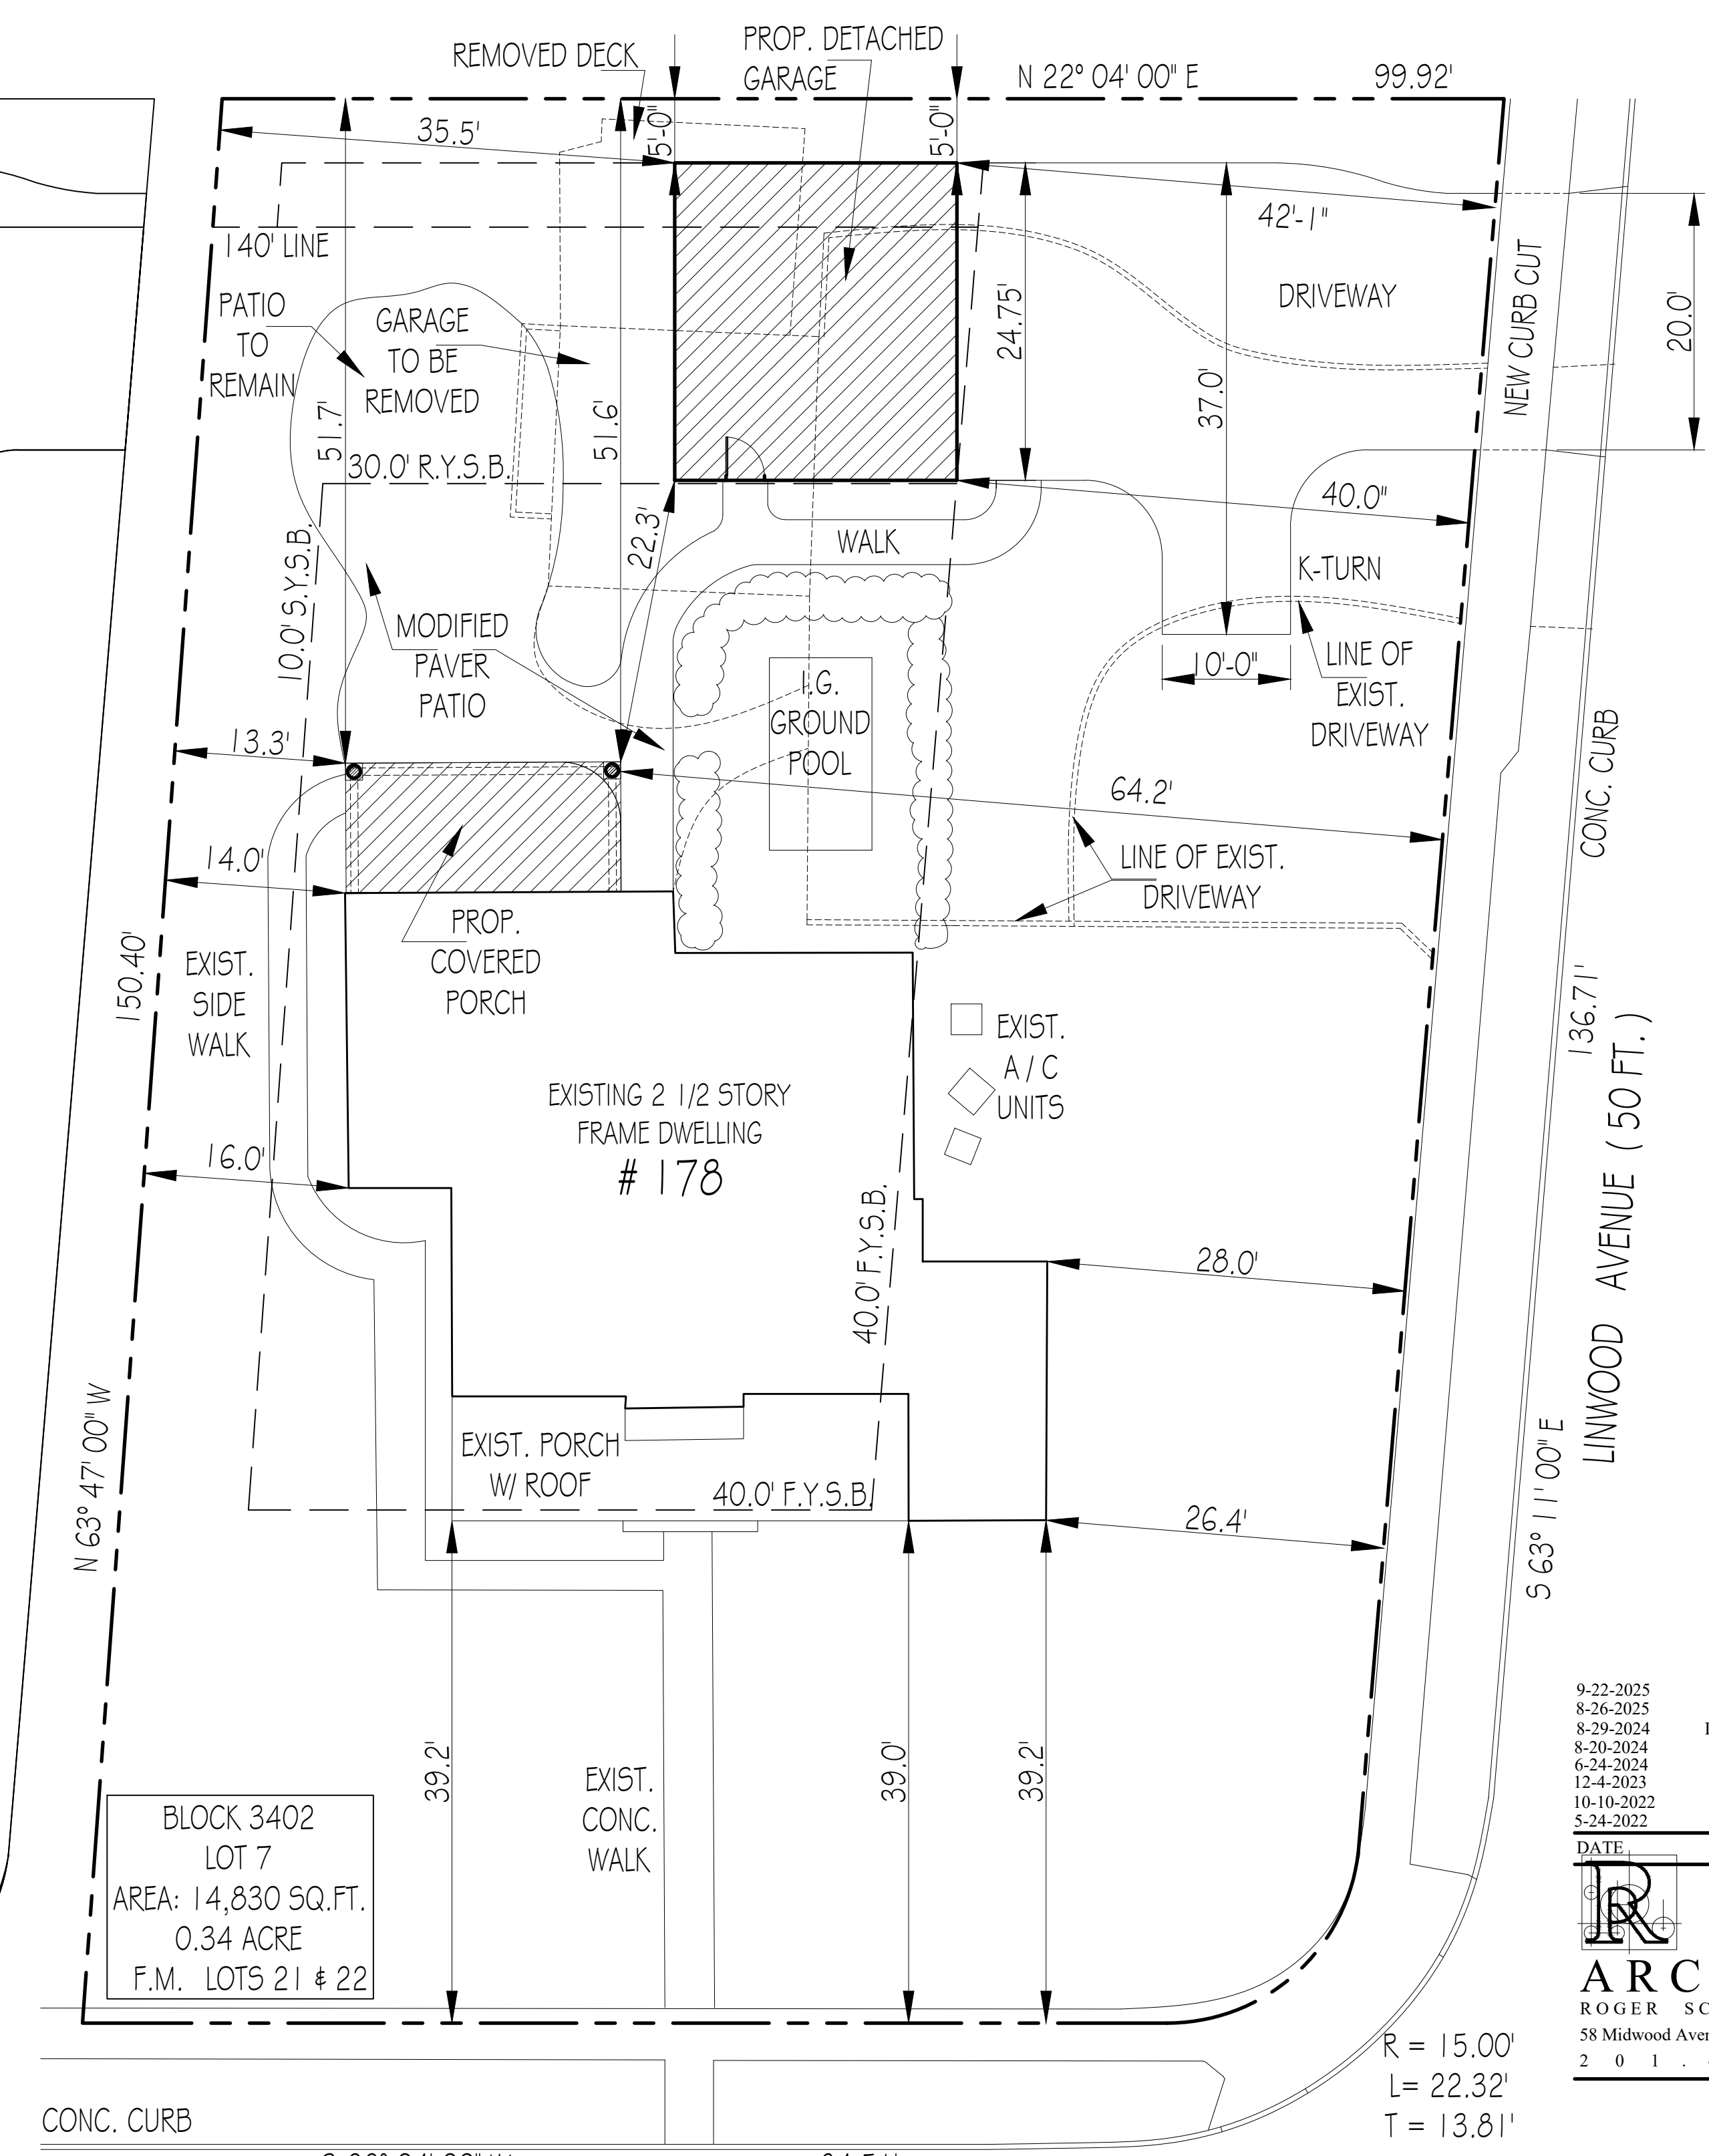 REMOVED DECK
PROP. DETACHED
GARAGE
N 22° 04' 00" E
99.92'
35.5'
5'-0"
5'-0"
42'-1"
140' LINE
PATIO
TO
REMAIN
GARAGE
TO BE
REMOVED
DRIVEWAY
NEW CURB CUT
20.0'
24.75'
37.0'
51.7'
51.6'
30.0' R.Y.S.B.
40.0"
22.3'
WALK
K-TURN
10.0' S.Y.S.B.
MODIFIED
PAVER
PATIO
10'-0"
LINE OF
EXIST.
DRIVEWAY
I.G.
GROUND
POOL
13.3'
64.2'
CONC. CURB
14.0'
LINE OF EXIST.
DRIVEWAY
PROP.
COVERED
PORCH
150.40'
EXIST.
SIDE
WALK
136.71'
EXIST.
A / C
UNITS
EXISTING 2 1/2 STORY
FRAME DWELLING
# 178
16.0'
LINWOOD AVENUE ( 50 FT. )
40.0' F.Y.S.B.
28.0'
N 63° 47' 00" W
EXIST. PORCH
W/ ROOF
40.0' F.Y.S.B.
26.4'
S 63° 11' 00" E
39.2'
39.0'
39.2'
EXIST.
CONC.
WALK
BLOCK 3402
LOT 7
AREA: 14,830 SQ.FT.
0.34 ACRE
F.M. LOTS 21 & 22
9-22-2025
8-26-2025
8-29-2024
8-20-2024
6-24-2024
12-4-2023
10-10-2022
5-24-2022
DATE
R
ARC
ROGER SC
58 Midwood Aven
2 0 1 .
R = 15.00'
L= 22.32'
T = 13.81'
CONC. CURB